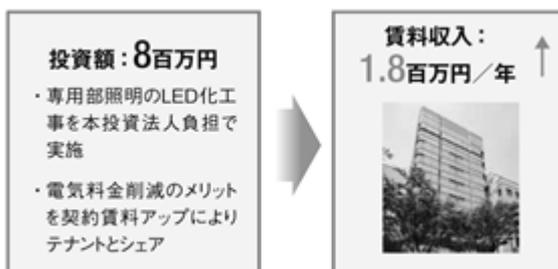 投資額：8百万円
・専用部照明のLED化工
事を本投資法人負担で
実施
・電気料金削減のメリット
を契約賃料アップにより
テナントとシェア
賃料収入：
1.8百万円／年